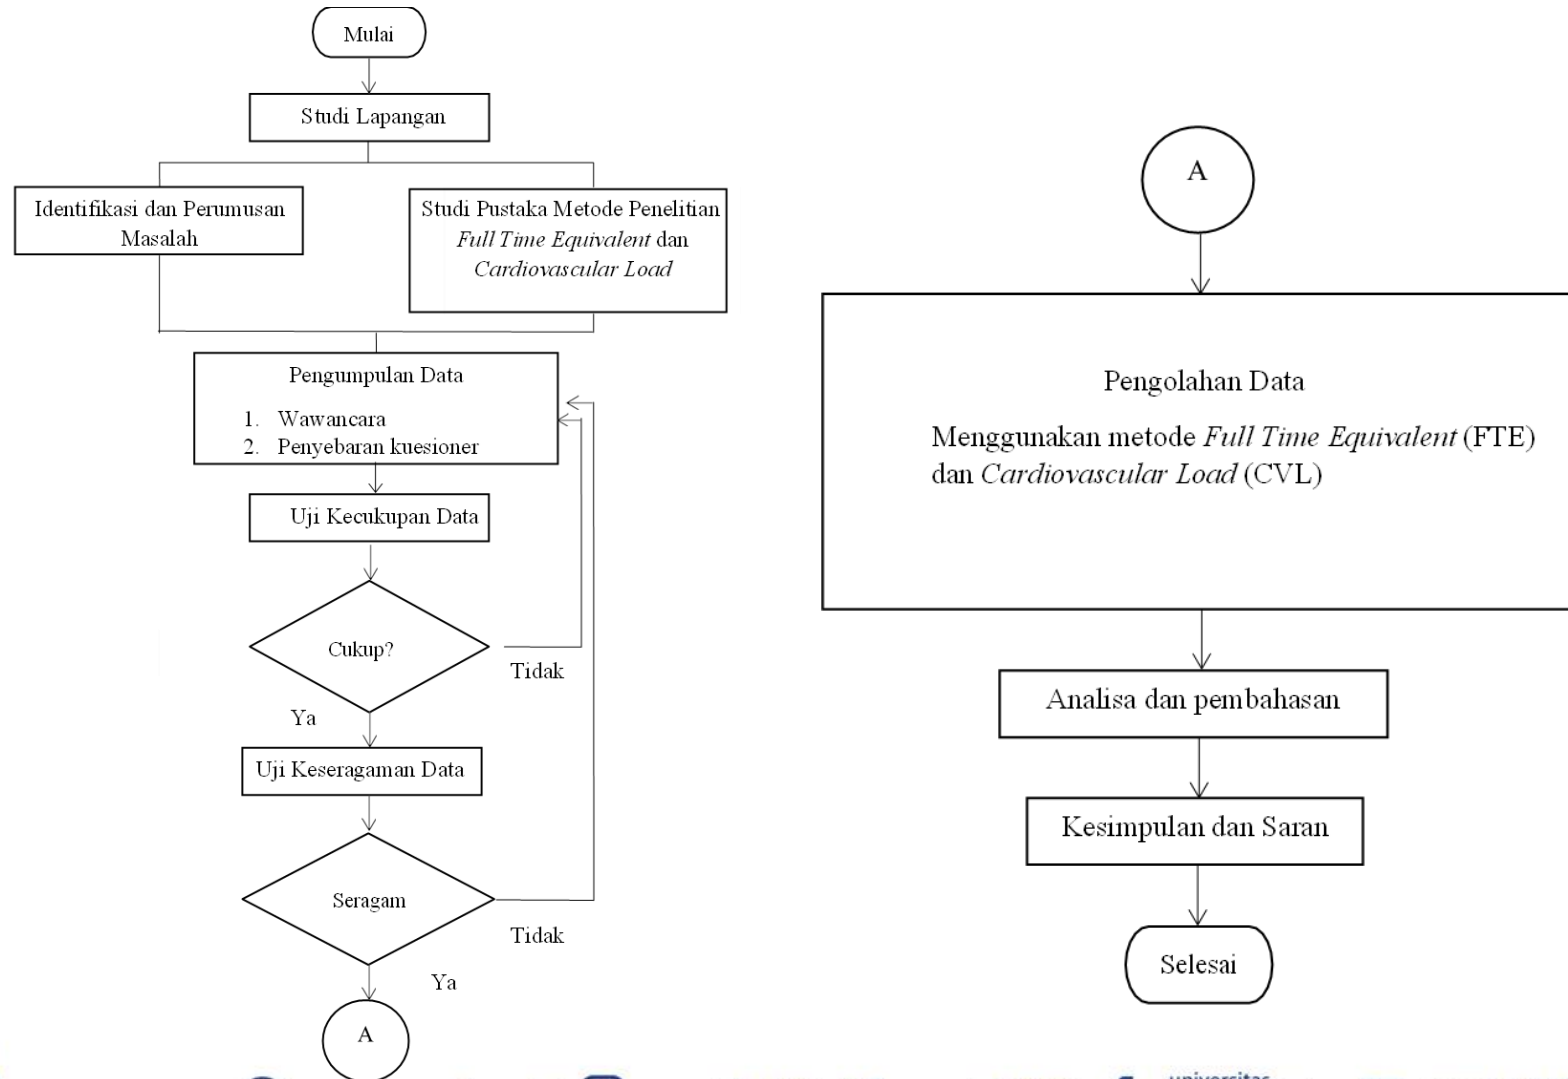 Mulai
Studi Lapangan
Identifikasi dan Perumusan
Masalah
Studi Pustaka Metode Penelitian
Full Time Equivalent dan
Cardiovascular Load
Pengumpulan Data
1. Wawancara
2. Penyebaran kuesioner
Uji Kecukupan Data
Cukup?
Tidak
Ya
Uji Keseragaman Data
Seragam
Tidak
Ya
A
A
Pengolahan Data
Menggunakan metode Full Time Equivalent (FTE)
dan Cardiovascular Load (CVL)
Analisa dan pembahasan
Kesimpulan dan Saran
Selesai
universitas